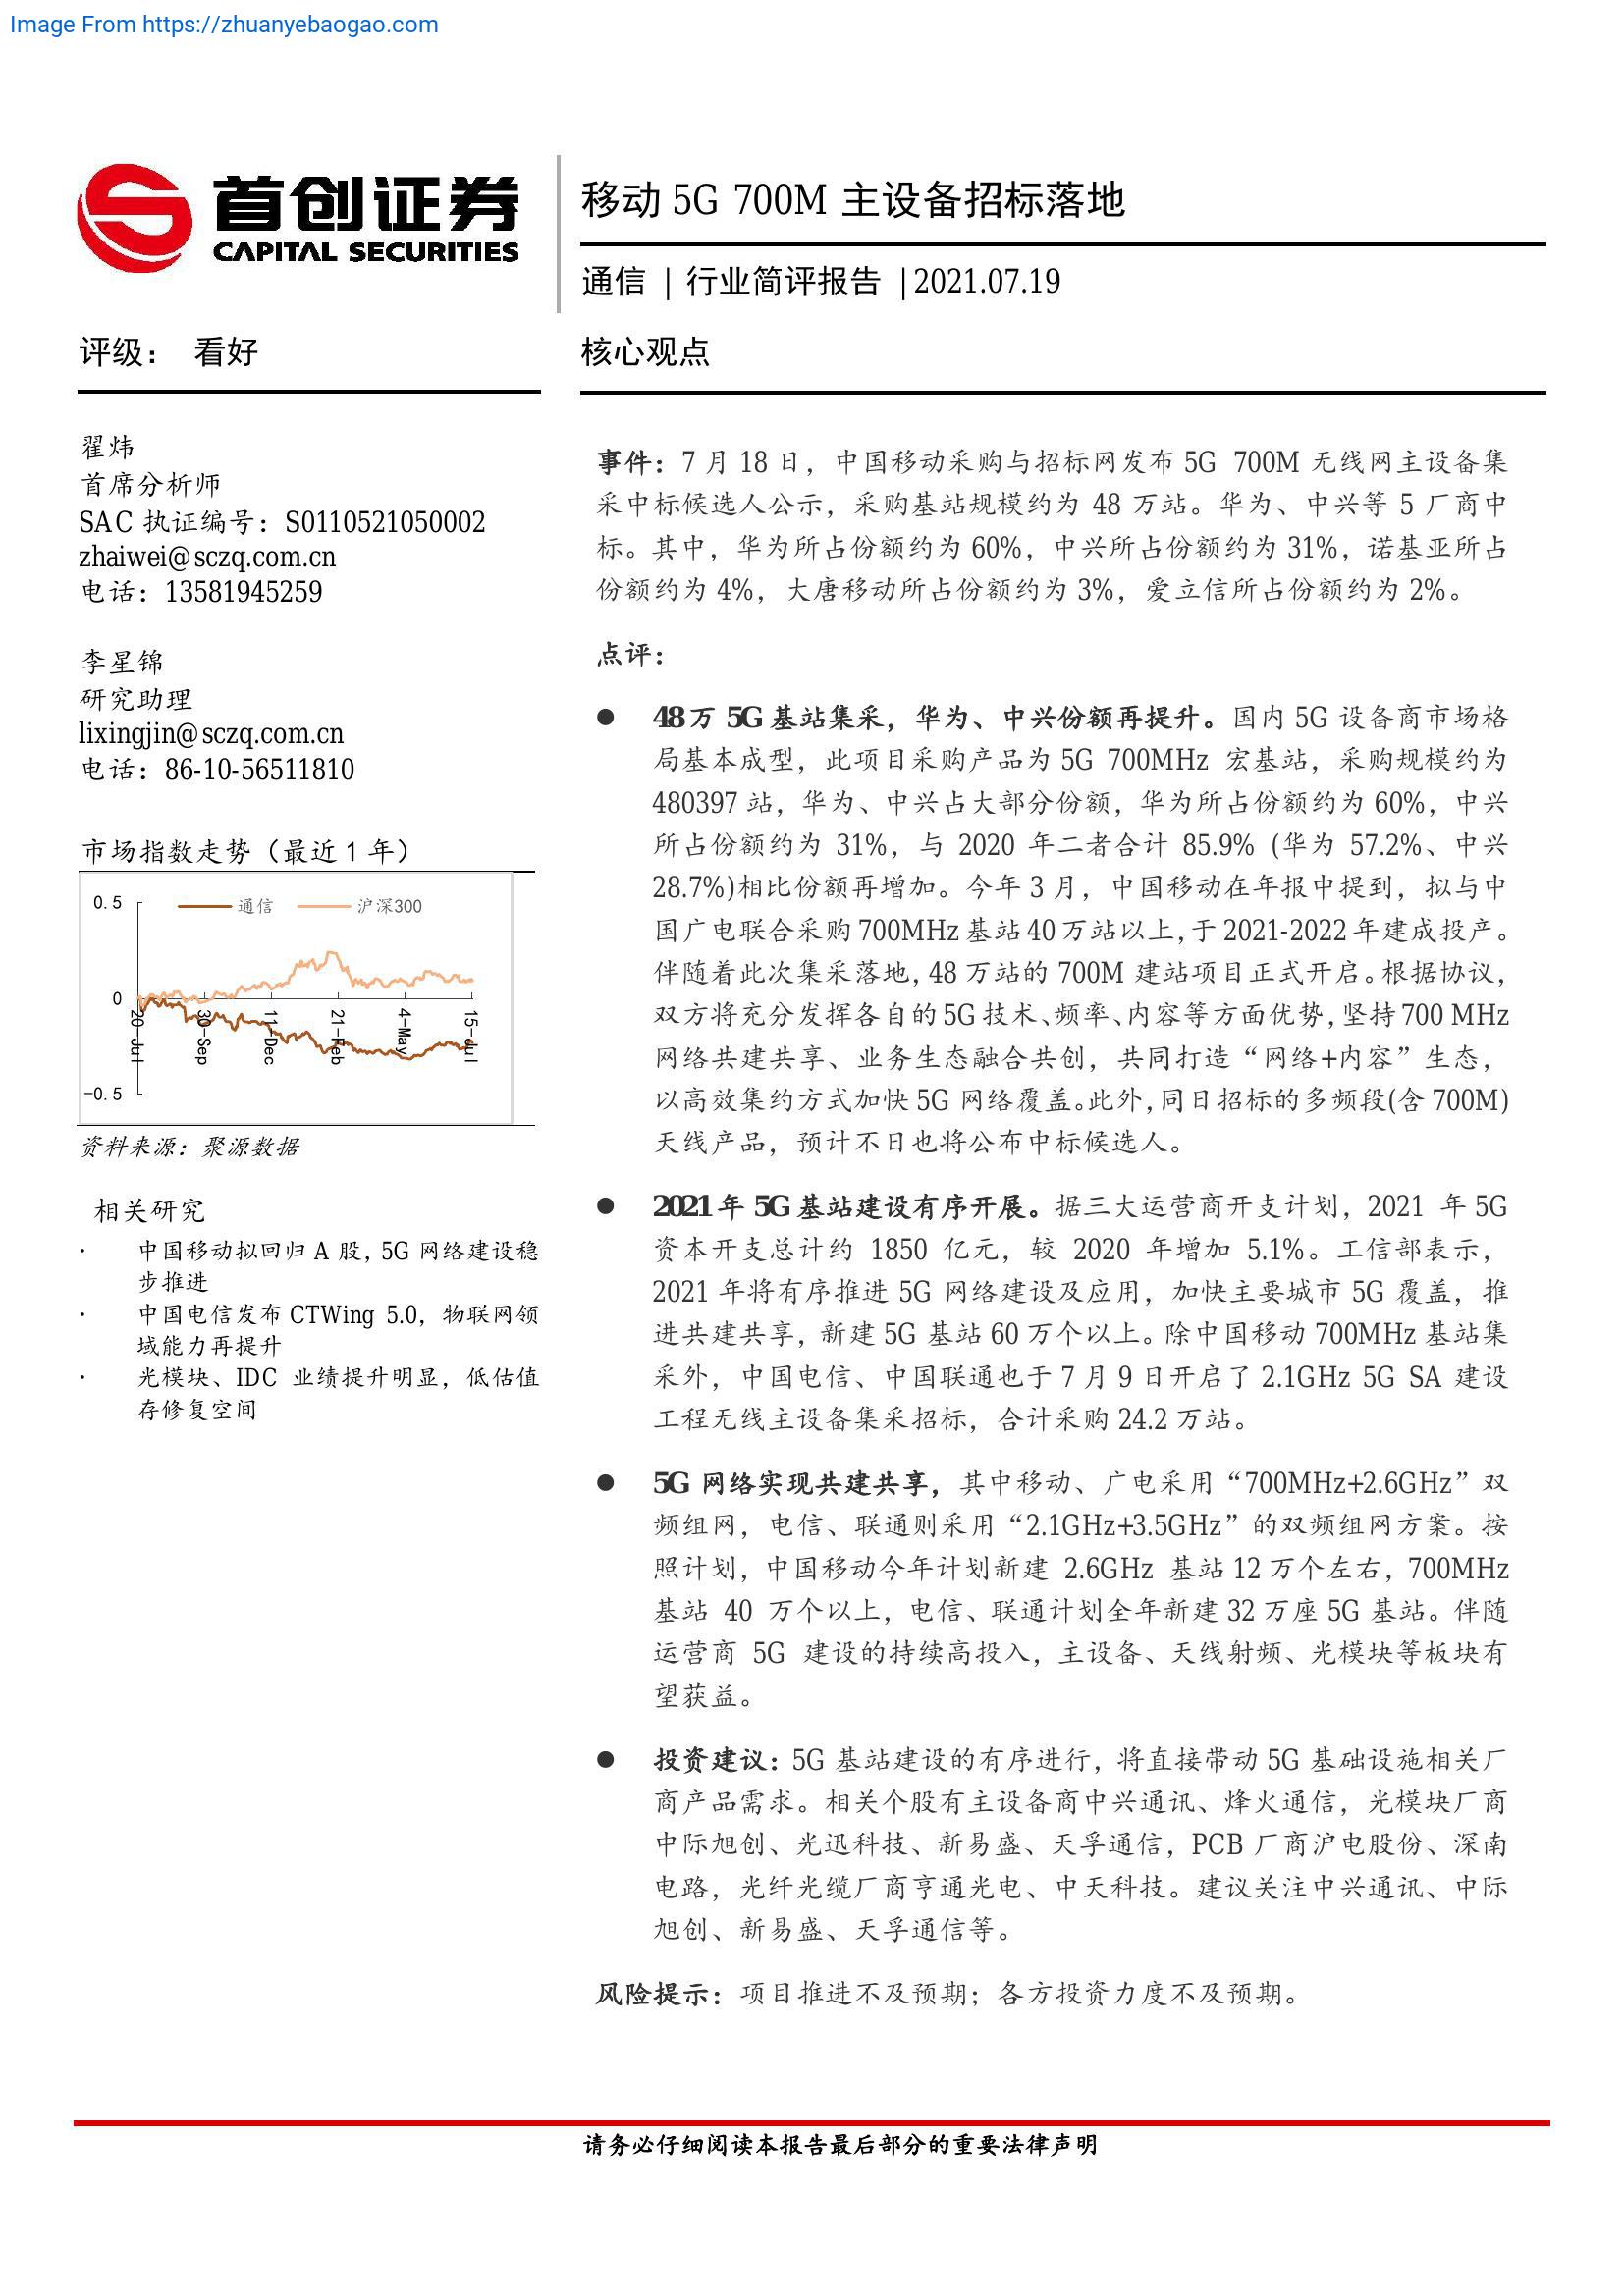 Image From https://zhuanyebaogao.com
首创证券
CAPITAL SECURITIES
移动 5G 700M 主设备招标落地
通信 | 行业简评报告 |2021.07.19
评级： 看好
核心观点
翟炜
首席分析师
SAC 执证编号：S0110521050002
zhaiwei@sczq.com.cn
电话：13581945259
李星锦
研究助理
lixingjin@sczq.com.cn
电话：86-10-56511810
市场指数走势（最近 1 年）
0.5
通信
沪深300
0
20-Jul
30-Sep
11-Dec
21-Feb
4-May
15-Jul
-0.5
资料来源：聚源数据
相关研究
· 中国移动拟回归 A 股，5G 网络建设稳
步推进
· 中国电信发布 CTWing 5.0，物联网领
域能力再提升
· 光模块、IDC 业绩提升明显，低估值
存修复空间
事件：7 月 18 日，中国移动采购与招标网发布 5G 700M 无线网主设备集
采中标候选人公示，采购基站规模约为 48 万站。华为、中兴等 5 厂商中
标。其中，华为所占份额约为 60%，中兴所占份额约为 31%，诺基亚所占
份额约为 4%，大唐移动所占份额约为 3%，爱立信所占份额约为 2%。
点评：
● 48 万 5G 基站集采，华为、中兴份额再提升。国内 5G 设备商市场格
局基本成型，此项目采购产品为 5G 700MHz 宏基站，采购规模约为
480397 站，华为、中兴占大部分份额，华为所占份额约为 60%，中兴
所占份额约为 31%，与 2020 年二者合计 85.9% (华为 57.2%、中兴
28.7%)相比份额再增加。今年 3 月，中国移动在年报中提到，拟与中
国广电联合采购 700MHz 基站 40 万站以上，于 2021-2022 年建成投产。
伴随着此次集采落地，48 万站的 700M 建站项目正式开启。根据协议，
双方将充分发挥各自的 5G 技术、频率、内容等方面优势，坚持 700 MHz
网络共建共享、业务生态融合共创，共同打造“网络+内容”生态，
以高效集约方式加快 5G 网络覆盖。此外，同日招标的多频段(含 700M)
天线产品，预计不日也将公布中标候选人。
● 2021 年 5G 基站建设有序开展。据三大运营商开支计划，2021 年 5G
资本开支总计约 1850 亿元，较 2020 年增加 5.1%。工信部表示，
2021 年将有序推进 5G 网络建设及应用，加快主要城市 5G 覆盖，推
进共建共享，新建 5G 基站 60 万个以上。除中国移动 700MHz 基站集
采外，中国电信、中国联通也于 7 月 9 日开启了 2.1GHz 5G SA 建设
工程无线主设备集采招标，合计采购 24.2 万站。
● 5G 网络实现共建共享，其中移动、广电采用“700MHz+2.6GHz”双
频组网，电信、联通则采用“2.1GHz+3.5GHz”的双频组网方案。按
照计划，中国移动今年计划新建 2.6GHz 基站 12 万个左右，700MHz
基站 40 万个以上，电信、联通计划全年新建 32 万座 5G 基站。伴随
运营商 5G 建设的持续高投入，主设备、天线射频、光模块等板块有
望获益。
● 投资建议：5G 基站建设的有序进行，将直接带动 5G 基础设施相关厂
商产品需求。相关个股有主设备商中兴通讯、烽火通信，光模块厂商
中际旭创、光迅科技、新易盛、天孚通信，PCB 厂商沪电股份、深南
电路，光纤光缆厂商亨通光电、中天科技。建议关注中兴通讯、中际
旭创、新易盛、天孚通信等。
风险提示：项目推进不及预期；各方投资力度不及预期。
请务必仔细阅读本报告最后部分的重要法律声明